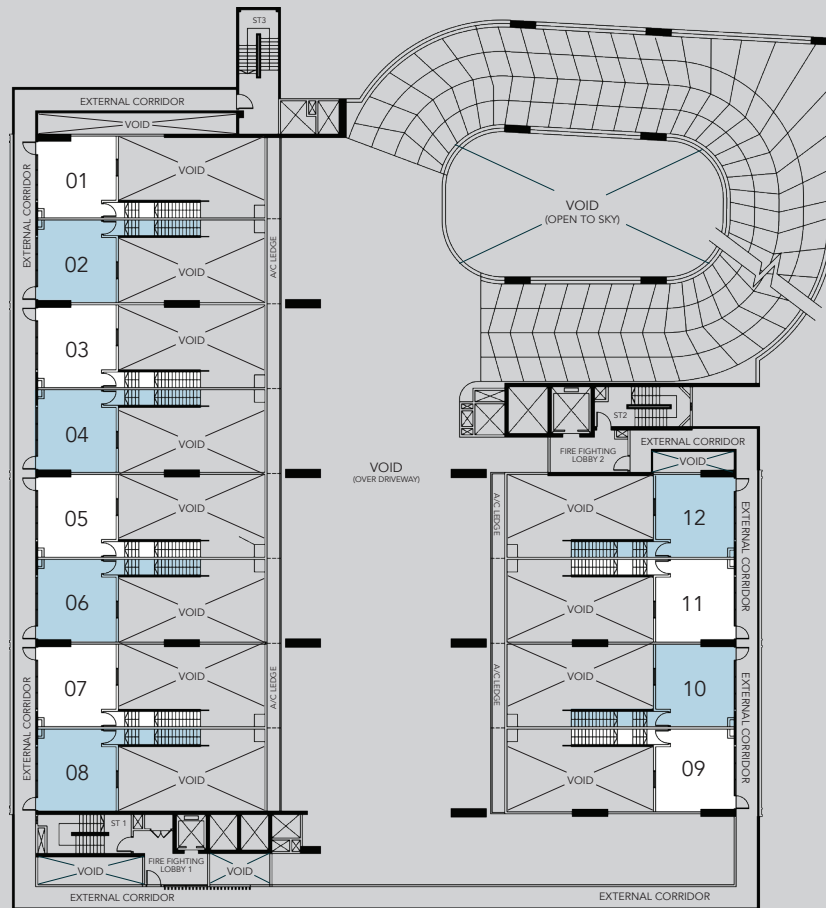 ST3
EXTERNAL CORRIDOR
VOID
EXTERNAL CORRIDOR
01
VOID
VOID
(OPEN TO SKY)
02
VOID
A/C LEDGE
03
VOID
04
VOID
ST2
EXTERNAL CORRIDOR
FIRE FIGHTING
LOBBY 2
VOID
VOID
(OVER DRIVEWAY)
05
VOID
A/C LEDGE
VOID
12
EXTERNAL CORRIDOR
06
VOID
VOID
11
07
VOID
A/C LEDGE
A/C LEDGE
VOID
10
EXTERNAL CORRIDOR
EXTERNAL CORRIDOR
08
VOID
VOID
09
ST 1
FIRE FIGHTING
LOBBY 1
VOID
VOID
EXTERNAL CORRIDOR
EXTERNAL CORRIDOR